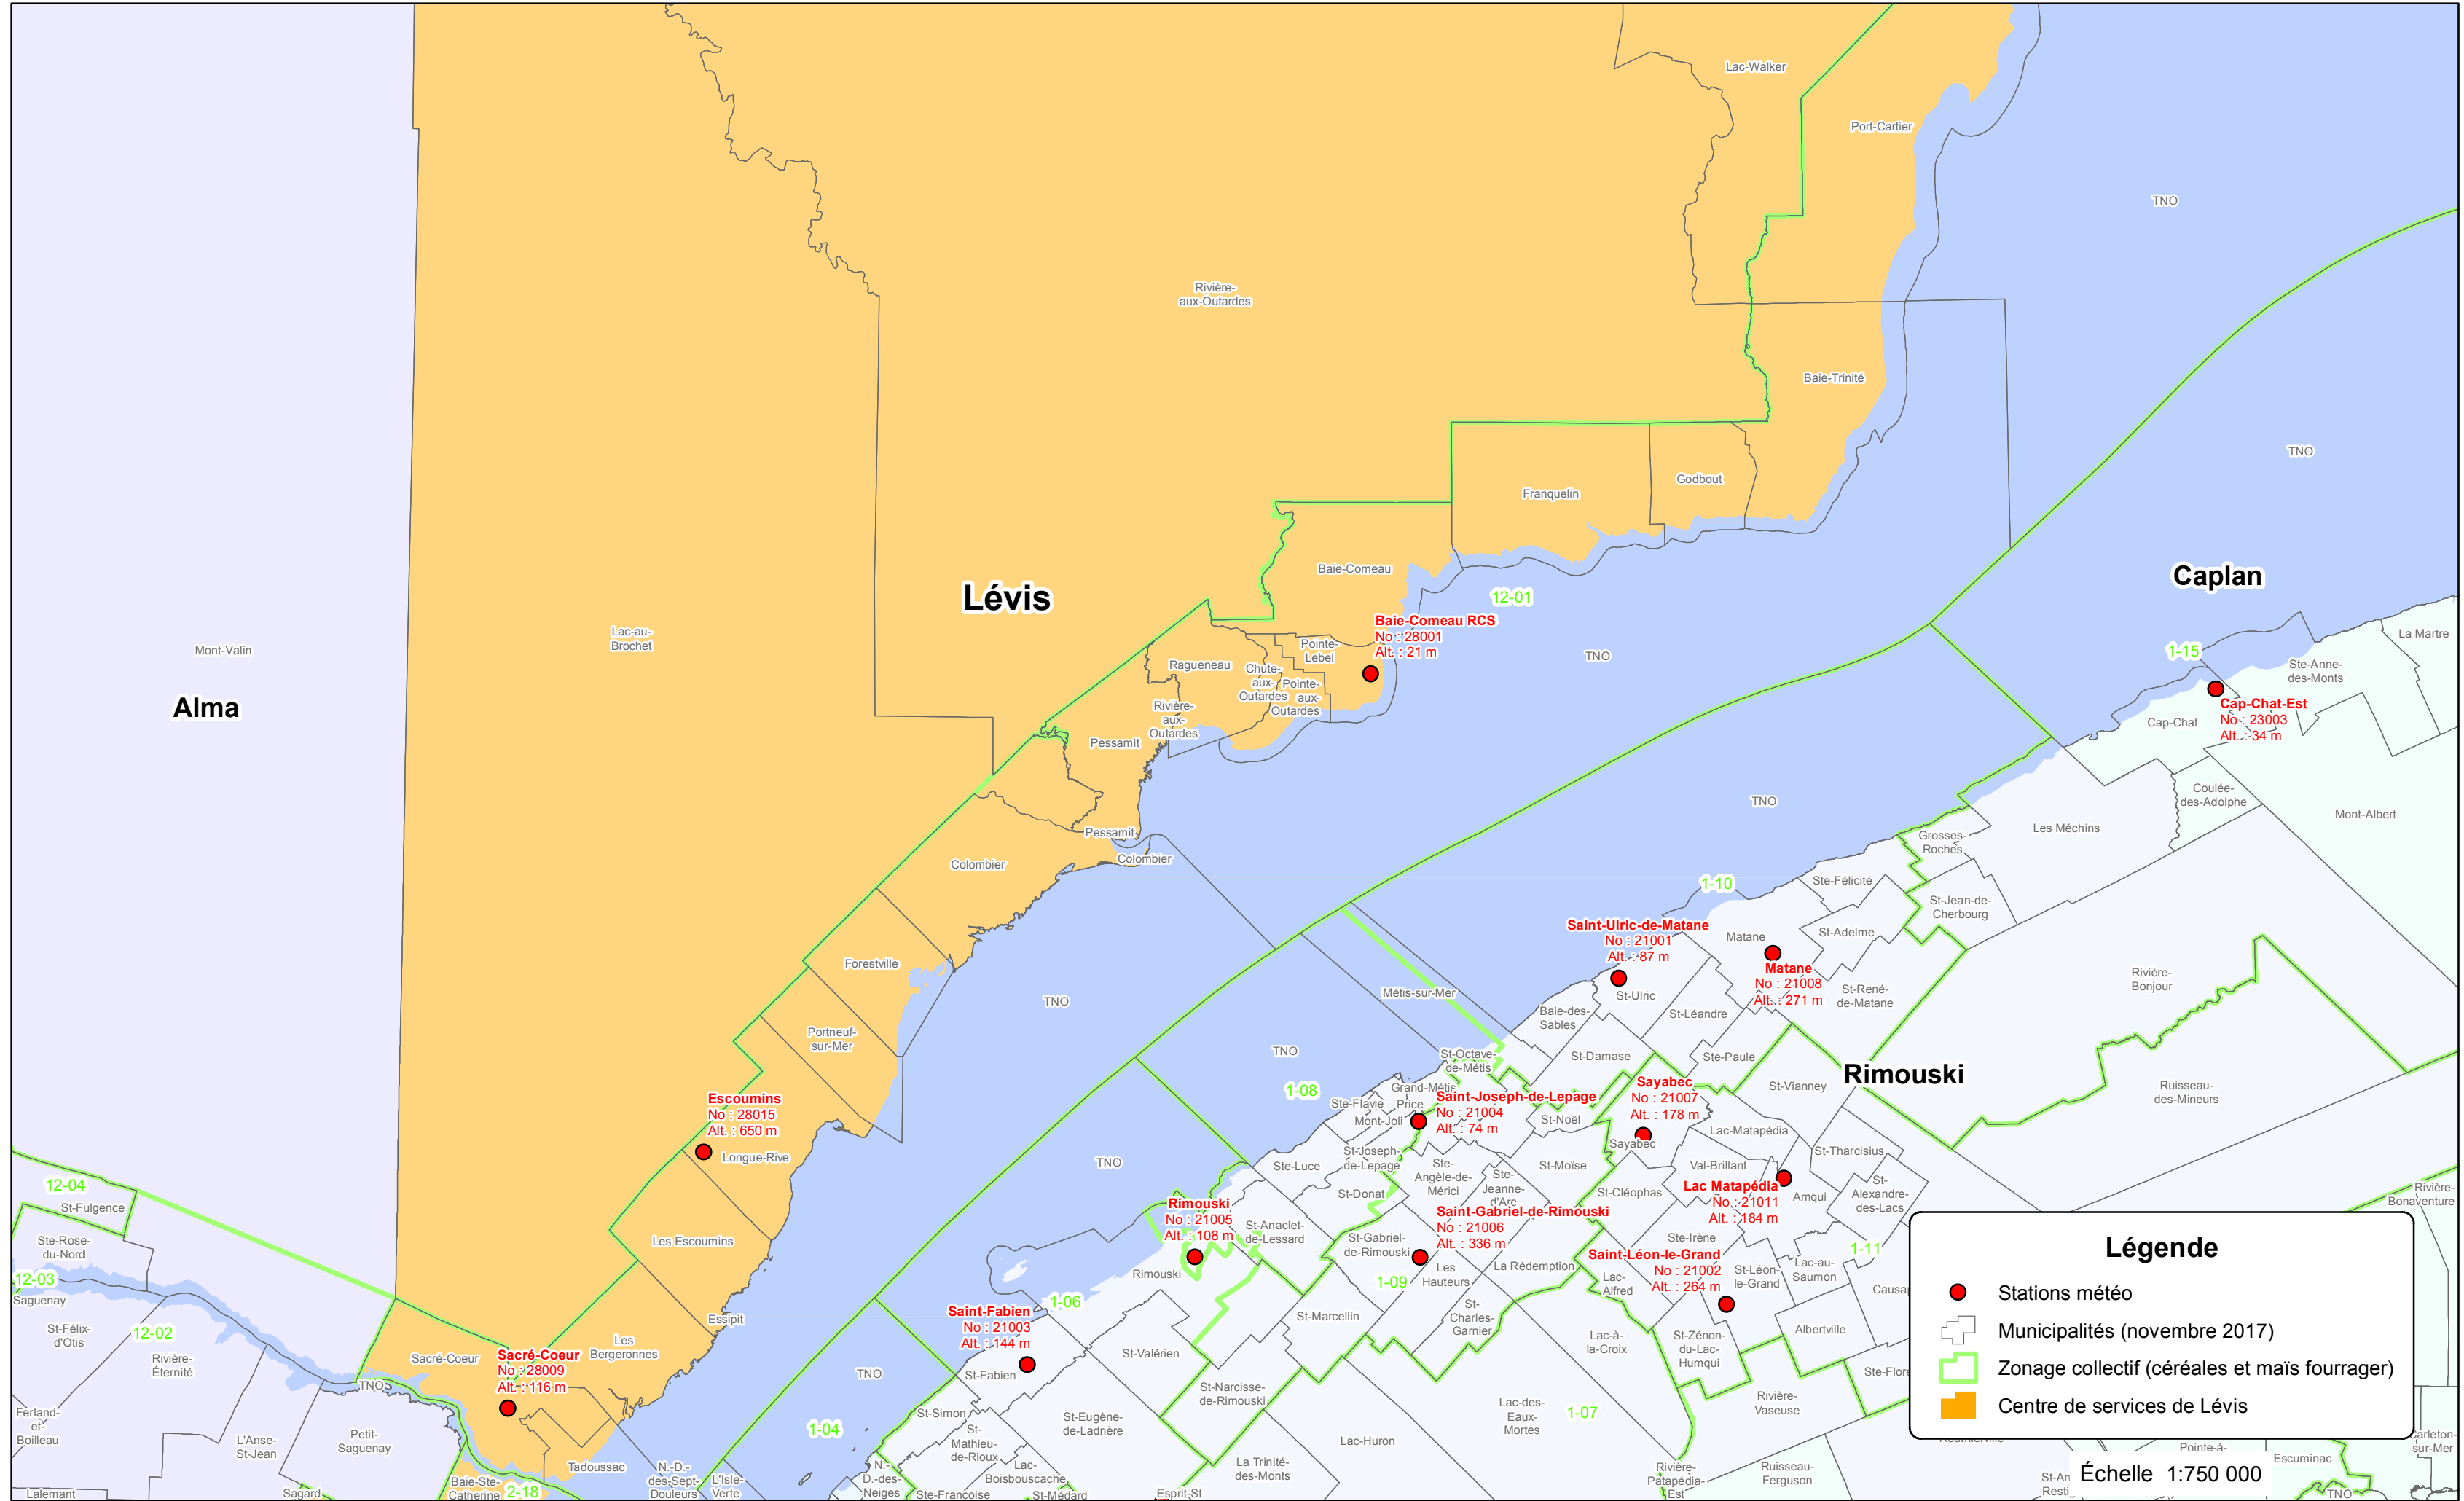 Lac-Walker
Port-Cartier
TNO
Rivière-
aux-Outardes
Baie-Trinité
TNO
Godbout
Franquelin
Baie-Comeau
Caplan
Lévis
12-01
Baie-Comeau RCS
No : 28001
Alt. : 21 m
Lac-au-
Brochet
Mont-Valin
Alma
Pointe-
Lebel
Ragueneau
Chute-
aux-
Outardes
Pointe-
aux-
Outardes
Rivière-
aux-
Outardes
Pessamit
TNO
La Martre
1-15
Ste-Anne-
des-Monts
Cap-Chat-Est
No : 23003
Alt. : 34 m
Cap-Chat
Coulée-
des-Adolphe
Mont-Albert
Les Méchins
TNO
Pessamit
Colombier
Colombier
Grosses-
Roches
Ste-Félicité
1-10
St-Jean-de-
Cherbourg
St-Adelme
Saint-Ulric-de-Matane
No : 21001
Alt. : 87 m
Matane
Matane
No : 21008
Alt. : 271 m
St-René-
de-Matane
Rivière-
Bonjour
Forestville
Métis-sur-Mer
St-Ulric
TNO
Baie-des-
Sables
St-Léandre
Portneuf-
sur-Mer
TNO
St-Octave-
de-Métis
St-Damase
Ste-Paule
Rimouski
St-Vianney
Ruisseau-
des-Mineurs
1-08
Grand-Métis
Ste-Flavie
Price
Mont-Joli
Saint-Joseph-de-Lepage
No : 21004
Alt. : 74 m
Sayabec
No : 21007
Alt. : 178 m
St-Noël
Sayabec
Lac-Matapédia
Escoumins
No : 28015
Alt. : 650 m
Longue-Rive
TNO
Ste-Luce
St-Joseph-
de-Lepage
Ste-
Angèle-de-
Mérici
Ste-
Jeanne-
d'Arc
St-Moïse
Val-Brillant
St-Tharcisius
St-Donat
St-Cléophas
Lac Matapédia
No : 21011
Alt. : 184 m
Amqui
St-
Alexandre-
des-Lacs
Rivière-
Bonaventure
12-04
St-Fulgence
Rimouski
No : 21005
Alt. : 108 m
St-Anaclet-
de-Lessard
Saint-Gabriel-de-Rimouski
No : 21006
Alt. : 336 m
St-Gabriel-
de-Rimouski
Les
Hauteurs
La Rédemption
Ste-Irène
1-11
Ste-Rose-
du-Nord
Les Escoumins
12-03
Saguenay
Rimouski
1-09
Saint-Léon-le-Grand
No : 21002
Alt. : 264 m
Lac-
Alfred
St-Léon-
le-Grand
Lac-au-
Saumon
1-06
St-Marcellin
St-
Charles-
Garnier
Albertville
St-Félix-
d'Otis
12-02
Rivière-
Éternité
Essipit
Les
Bergeronnes
Saint-Fabien
No : 21003
Alt. : 144 m
St-Fabien
St-Valérien
Lac-à-
la-Croix
St-Zénon-
du-Lac-
Humqui
Sacré-Coeur
Sacré-Coeur
No : 28009
Alt. : 116 m
TNO
TNO
St-Narcisse-
de-Rimouski
Rivière-
Vaseuse
Ferland-
et-
Boilleau
L'Anse-
St-Jean
Petit-
Saguenay
1-04
St-Simon
St-
Mathieu-
de-Rioux
St-Eugène-
de-Ladrière
Lac-Huron
Lac-des-
Eaux-
Mortes
1-07
Lalemant
Sagard
Baie-Ste-
Catherine
2-18
Tadoussac
N.-D.-
des-Sept-
Douleurs
L'Isle-
Verte
N.-
D.-des-
Neiges
Ste-Françoise
Lac-
Boisbouscache
St-Médard
Esprit-St
La Trinité-
des-Monts
Rivière-
Patapédia-
Est
Ruisseau-
Ferguson
Pointe-à-
Escuminac
Carleton-
sur-Mer
TNO
Causa
Ste-Flore
Légende
Stations météo
Municipalités (novembre 2017)
Zonage collectif (céréales et maïs fourrager)
Centre de services de Lévis
Échelle 1:750 000